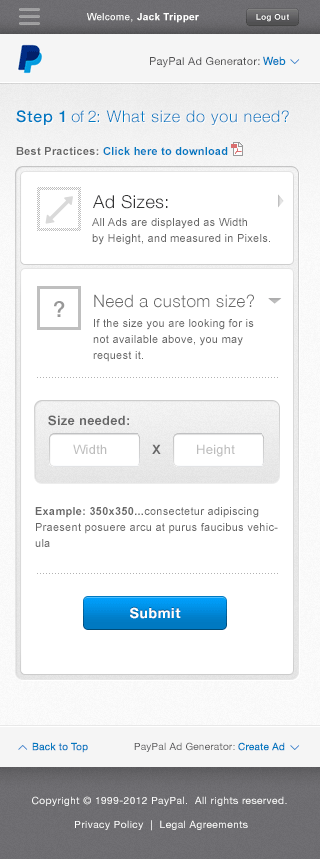 Welcome, Jack Tripper
Log Out
PayPal Ad Generator: Web
Step 1 of 2: What size do you need?
Best Practices: Click here to download
Ad Sizes:
All Ads are displayed as Width
by Height, and measured in Pixels.
?
Need a custom size?
If the size you are looking for is
not available above, you may
request it.
Size needed:
Width X Height
Example: 350x350...consectetur adipiscing
Praesent posuere arcu at purus faucibus vehic-
ula
Submit
Back to Top
PayPal Ad Generator: Create Ad
Copyright © 1999-2012 PayPal. All rights reserved.
Privacy Policy | Legal Agreements